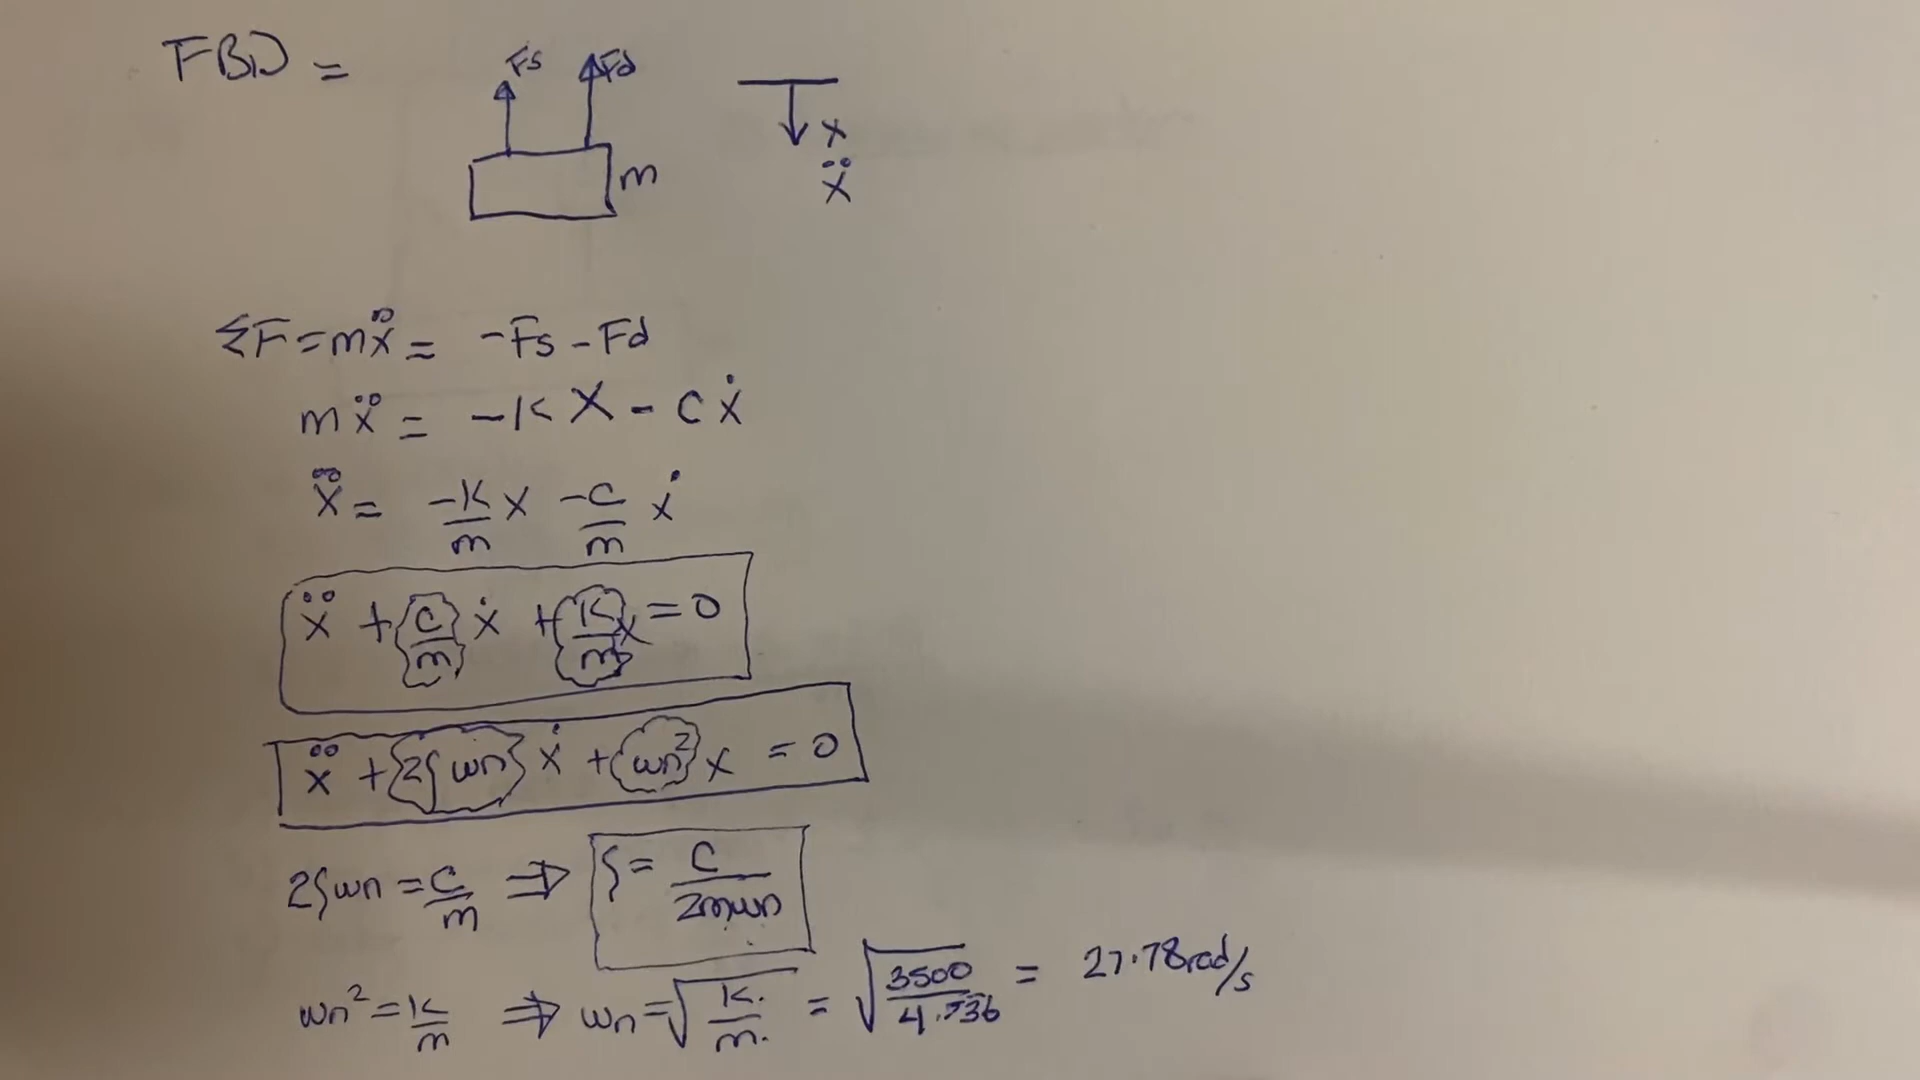 FBD =
Fs Fd
m
x
ẍ
ΣF = mẍ = -Fs - Fd
mẍ = -Kx - cẋ
ẍ = -K/m x -c/m ẋ
ẍ + c/m ẋ + K/m x = 0
ẍ + 2ζωn ẋ + ωn² x = 0
2ζωn = c/m ⇒ ζ = c/2mωn
ωn² = K/m ⇒ ωn = √(K/m) = √(3500/4.536) = 27.78 rad/s